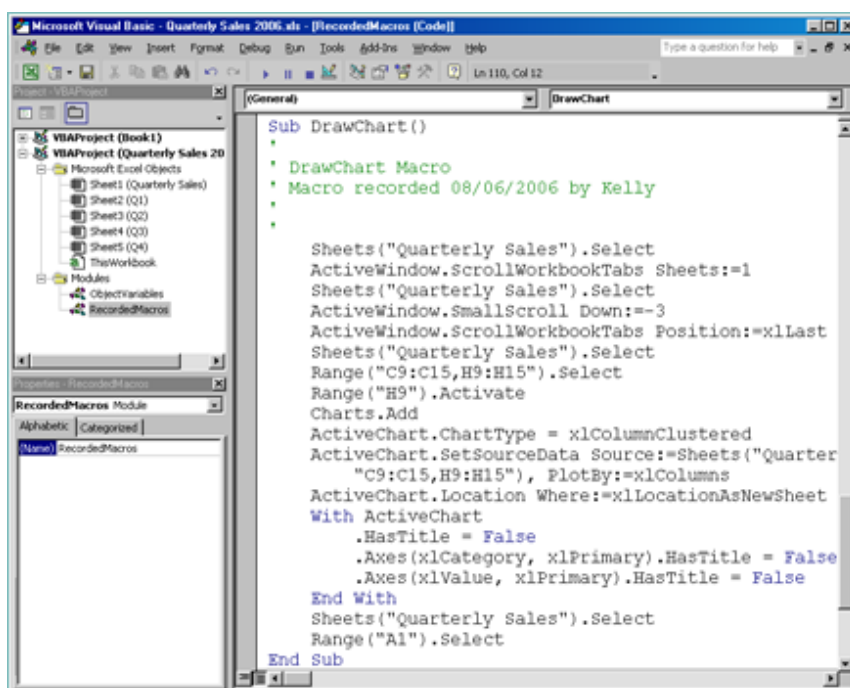 Microsoft Visual Basic - Quarterly Sales 2006.xls - [RecordedMacros (Code)]
File Edit View Insert Format Debug Run Tools Add-Ins Window Help
Type a question for help
Ln 110, Col 12
Project - VBAProject
VBAProject (Book1)
VBAProject (Quarterly Sales 20
Microsoft Excel Objects
Sheet1 (Quarterly Sales)
Sheet2 (Q1)
Sheet3 (Q2)
Sheet4 (Q3)
Sheet5 (Q4)
ThisWorkbook
Modules
ObjectVariables
RecordedMacros
Properties - RecordedMacros
RecordedMacros Module
Alphabetic Categorized
(Name) RecordedMacros
(General) DrawChart
Sub DrawChart()
'
' DrawChart Macro
' Macro recorded 08/06/2006 by Kelly
'
'
Sheets("Quarterly Sales").Select
ActiveWindow.ScrollWorkbookTabs Sheets:=1
Sheets("Quarterly Sales").Select
ActiveWindow.SmallScroll Down:=-3
ActiveWindow.ScrollWorkbookTabs Position:=xlLast
Sheets("Quarterly Sales").Select
Range("C9:C15,H9:H15").Select
Range("H9").Activate
Charts.Add
ActiveChart.ChartType = xlColumnClustered
ActiveChart.SetSourceData Source:=Sheets("Quarter
"C9:C15,H9:H15"), PlotBy:=xlColumns
ActiveChart.Location Where:=xlLocationAsNewSheet
With ActiveChart
.HasTitle = False
.Axes(xlCategory, xlPrimary).HasTitle = False
.Axes(xlValue, xlPrimary).HasTitle = False
End With
Sheets("Quarterly Sales").Select
Range("A1").Select
End Sub